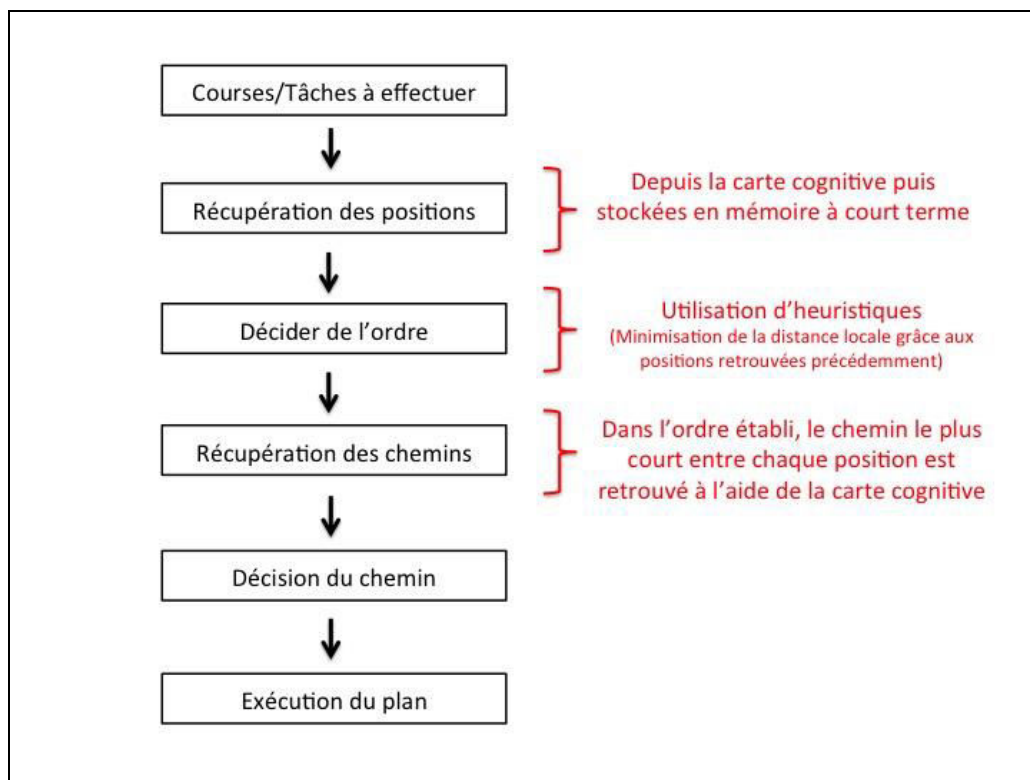 Courses/Tâches à effectuer
Récupération des positions
Depuis la carte cognitive puis
stockées en mémoire à court terme
Décider de l'ordre
Utilisation d'heuristiques
(Minimisation de la distance locale grâce aux
positions retrouvées précédemment)
Récupération des chemins
Dans l'ordre établi, le chemin le plus
court entre chaque position est
retrouvé à l'aide de la carte cognitive
Décision du chemin
Exécution du plan